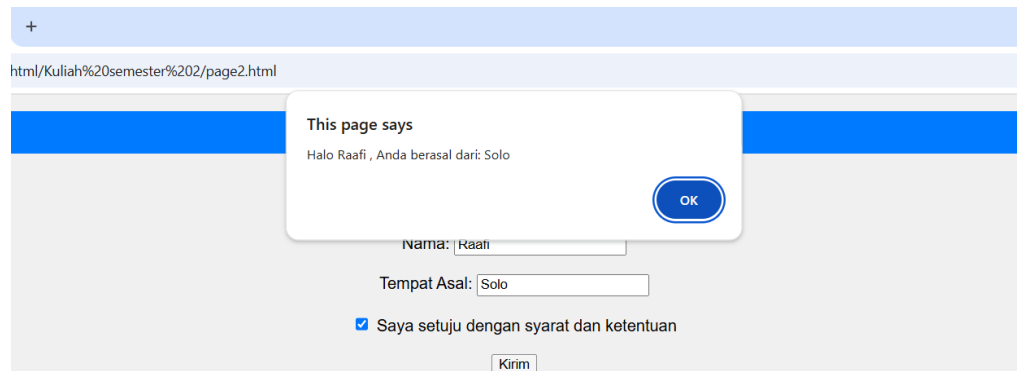 +
html/Kuliah%20semester%202/page2.html
This page says
Halo Raafi , Anda berasal dari: Solo
OK
Nama: Raafi
Tempat Asal: Solo
Saya setuju dengan syarat dan ketentuan
Kirim